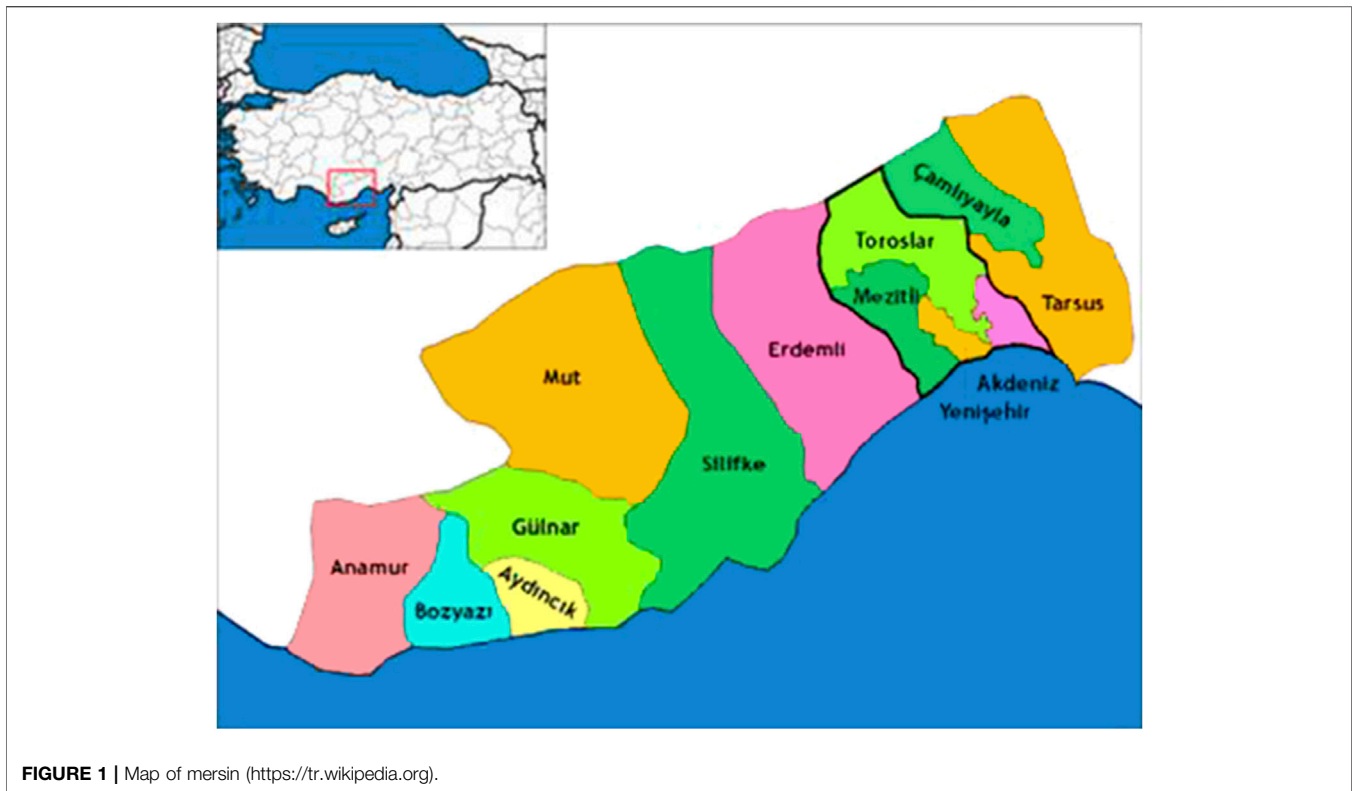 Çamlıyayla
Toroslar
Mezitli
Tarsus
Erdemli
Mut
Akdeniz
Yenişehir
Silifke
Gülnar
Anamur
Aydıncık
Bozyazı
FIGURE 1 | Map of mersin (https://tr.wikipedia.org).